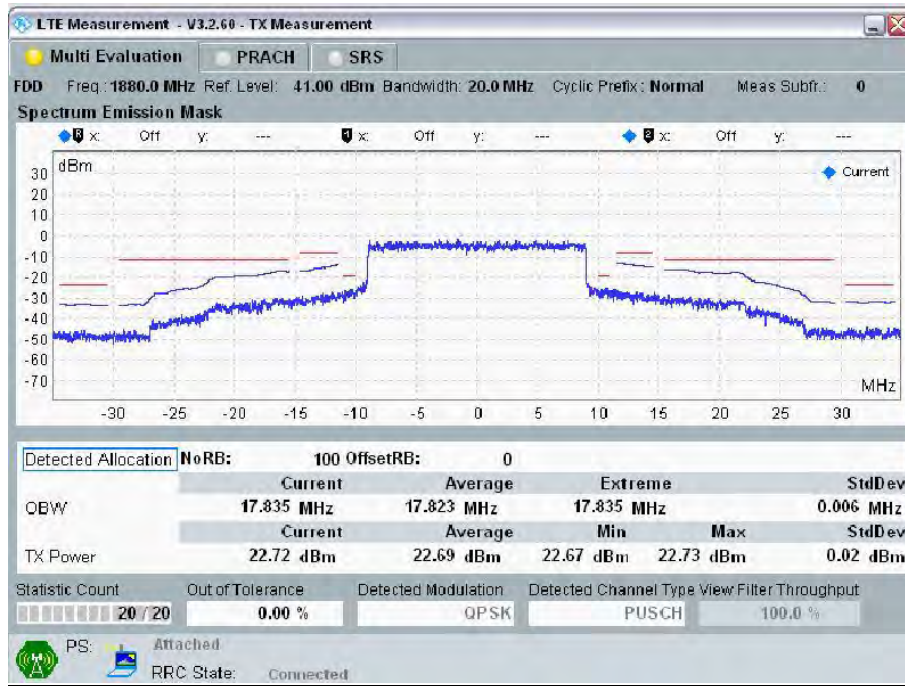 LTE Measurement - V3.2.60 - TX Measurement
Multi Evaluation PRACH SRS
FDD Freq.: 1880.0 MHz Ref. Level: 41.00 dBm Bandwidth: 20.0 MHz Cyclic Prefix: Normal Meas Subfr.: 0
Spectrum Emission Mask
R x: Off y: --- 1 x: Off y: --- 2 x: Off y: ---
dBm
Current
30
20
10
0
-10
-20
-30
-40
-50
-60
-70
MHz
-30 -25 -20 -15 -10 -5 0 5 10 15 20 25 30
Detected Allocation NoRB: 100 OffsetRB: 0
Current Average Extreme StdDev
OBW 17.835 MHz 17.823 MHz 17.835 MHz 0.006 MHz
Current Average Min Max StdDev
TX Power 22.72 dBm 22.69 dBm 22.67 dBm 22.73 dBm 0.02 dBm
Statistic Count Out of Tolerance Detected Modulation Detected Channel Type View Filter Throughput
20 / 20 0.00 % QPSK PUSCH 100.0 %
PS: Attached
RRC State: Connected